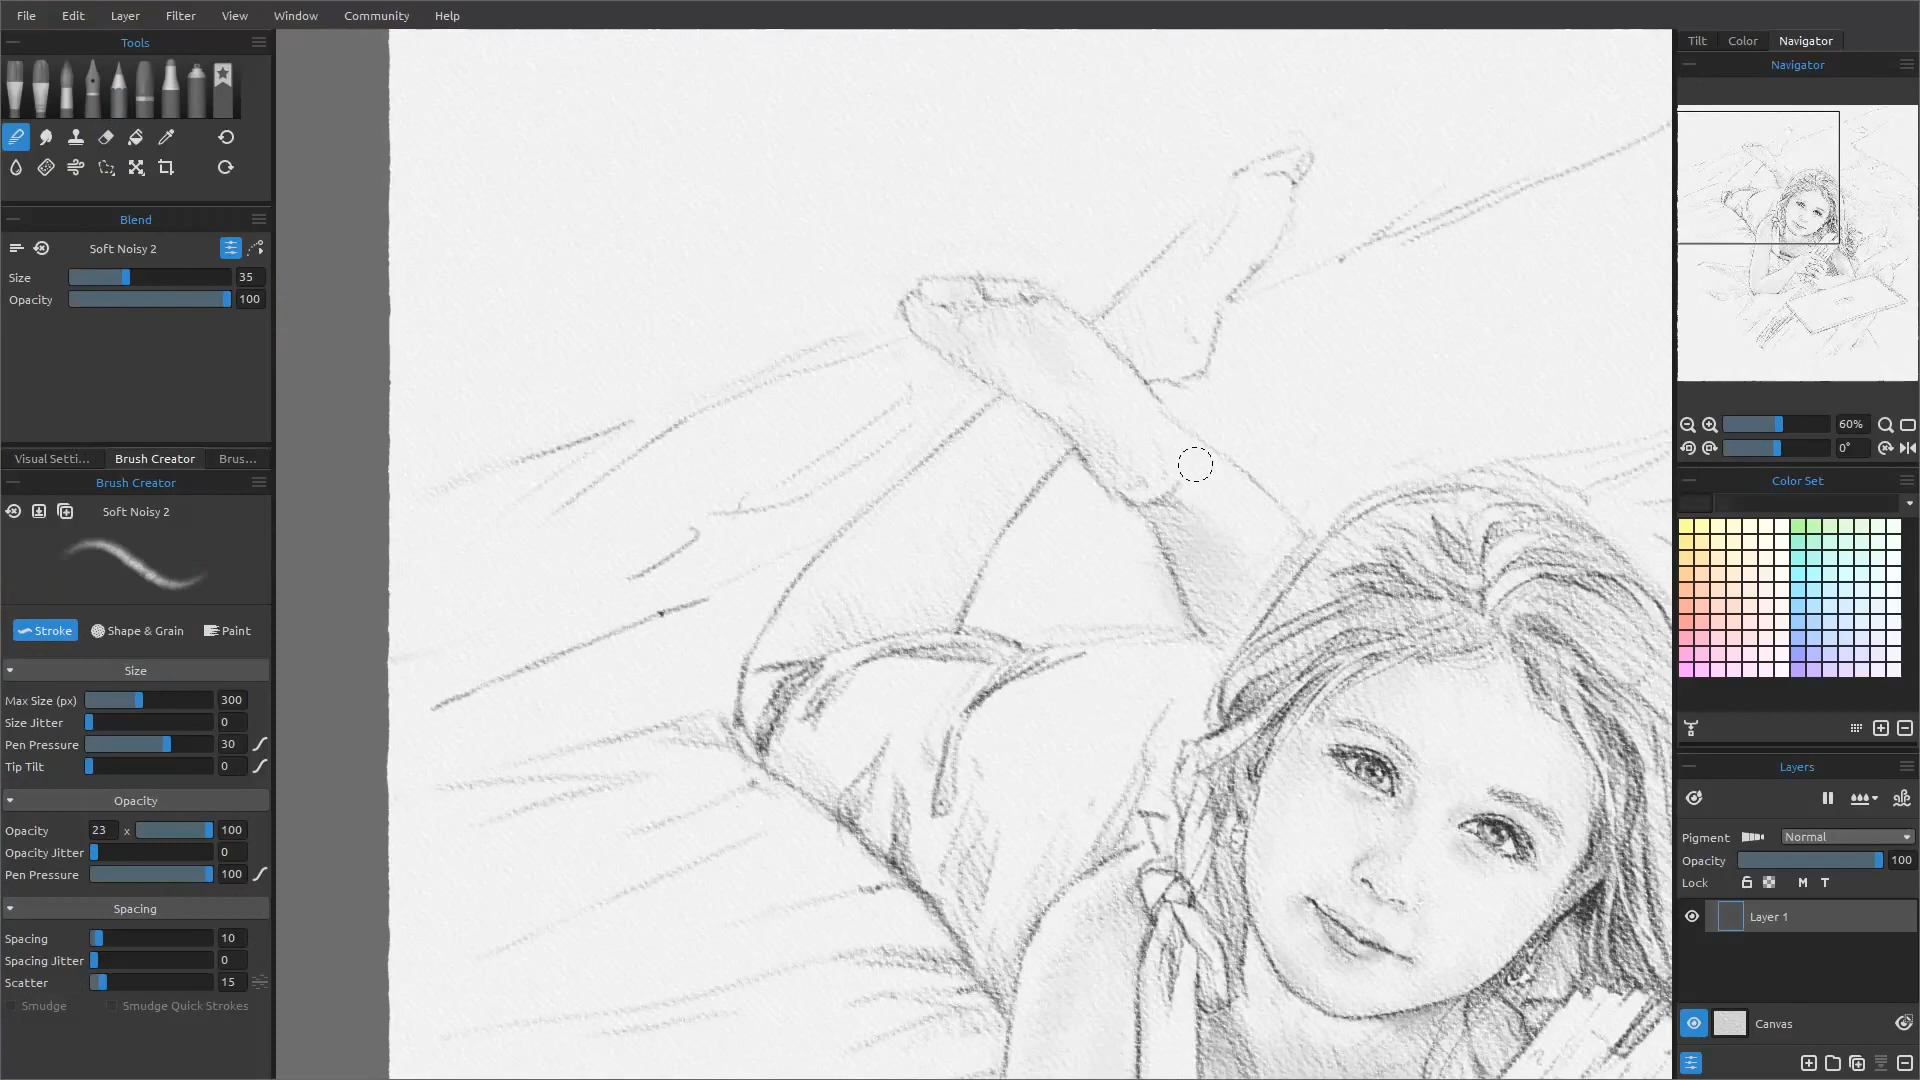 File Edit Layer Filter View Window Community Help
Tools
Tilt Color Navigator
Navigator
Blend
Soft Noisy 2
Size 35
Opacity 100
60%
0°
Visual Setti... Brush Creator Brus...
Brush Creator
Color Set
Soft Noisy 2
Stroke Shape & Grain Paint
Size
Max Size (px) 300
Size Jitter 0
Pen Pressure 30
Tip Tilt 0
Layers
Opacity
Opacity 23 x 100
Opacity Jitter 0
Pen Pressure 100
Pigment Normal
Opacity 100
Lock M T
Spacing
Layer 1
Spacing 10
Spacing Jitter 0
Scatter 15
Smudge Smudge Quick Strokes
Canvas